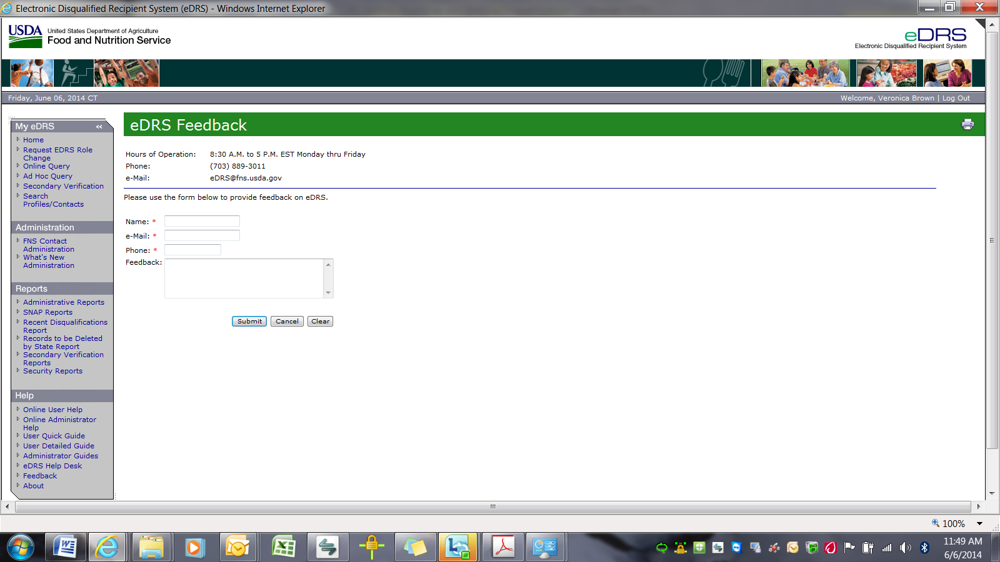 Electronic Disqualified Recipient System (eDRS) - Windows Internet Explorer
USDA
United States Department of Agriculture
Food and Nutrition Service
eDRS
Electronic Disqualified Recipient System
Friday, June 06, 2014 CT
Welcome, Veronica Brown | Log Out
My eDRS
Home
Request EDRS Role
Change
Online Query
Ad Hoc Query
Secondary Verification
Search
Profiles/Contacts
Administration
FNS Contact
Administration
What's New
Administration
Reports
Administrative Reports
SNAP Reports
Recent Disqualifications
Report
Records to be Deleted
by State Report
Secondary Verification
Reports
Security Reports
Help
Online User Help
Online Administrator
Help
User Quick Guide
User Detailed Guide
Administrator Guides
eDRS Help Desk
Feedback
About
eDRS Feedback
Hours of Operation: 8:30 A.M. to 5 P.M. EST Monday thru Friday
Phone: (703) 889-3011
e-Mail: eDRS@fns.usda.gov
Please use the form below to provide feedback on eDRS.
Name: *
e-Mail: *
Phone: *
Feedback:
Submit Cancel Clear
100%
11:49 AM
6/6/2014